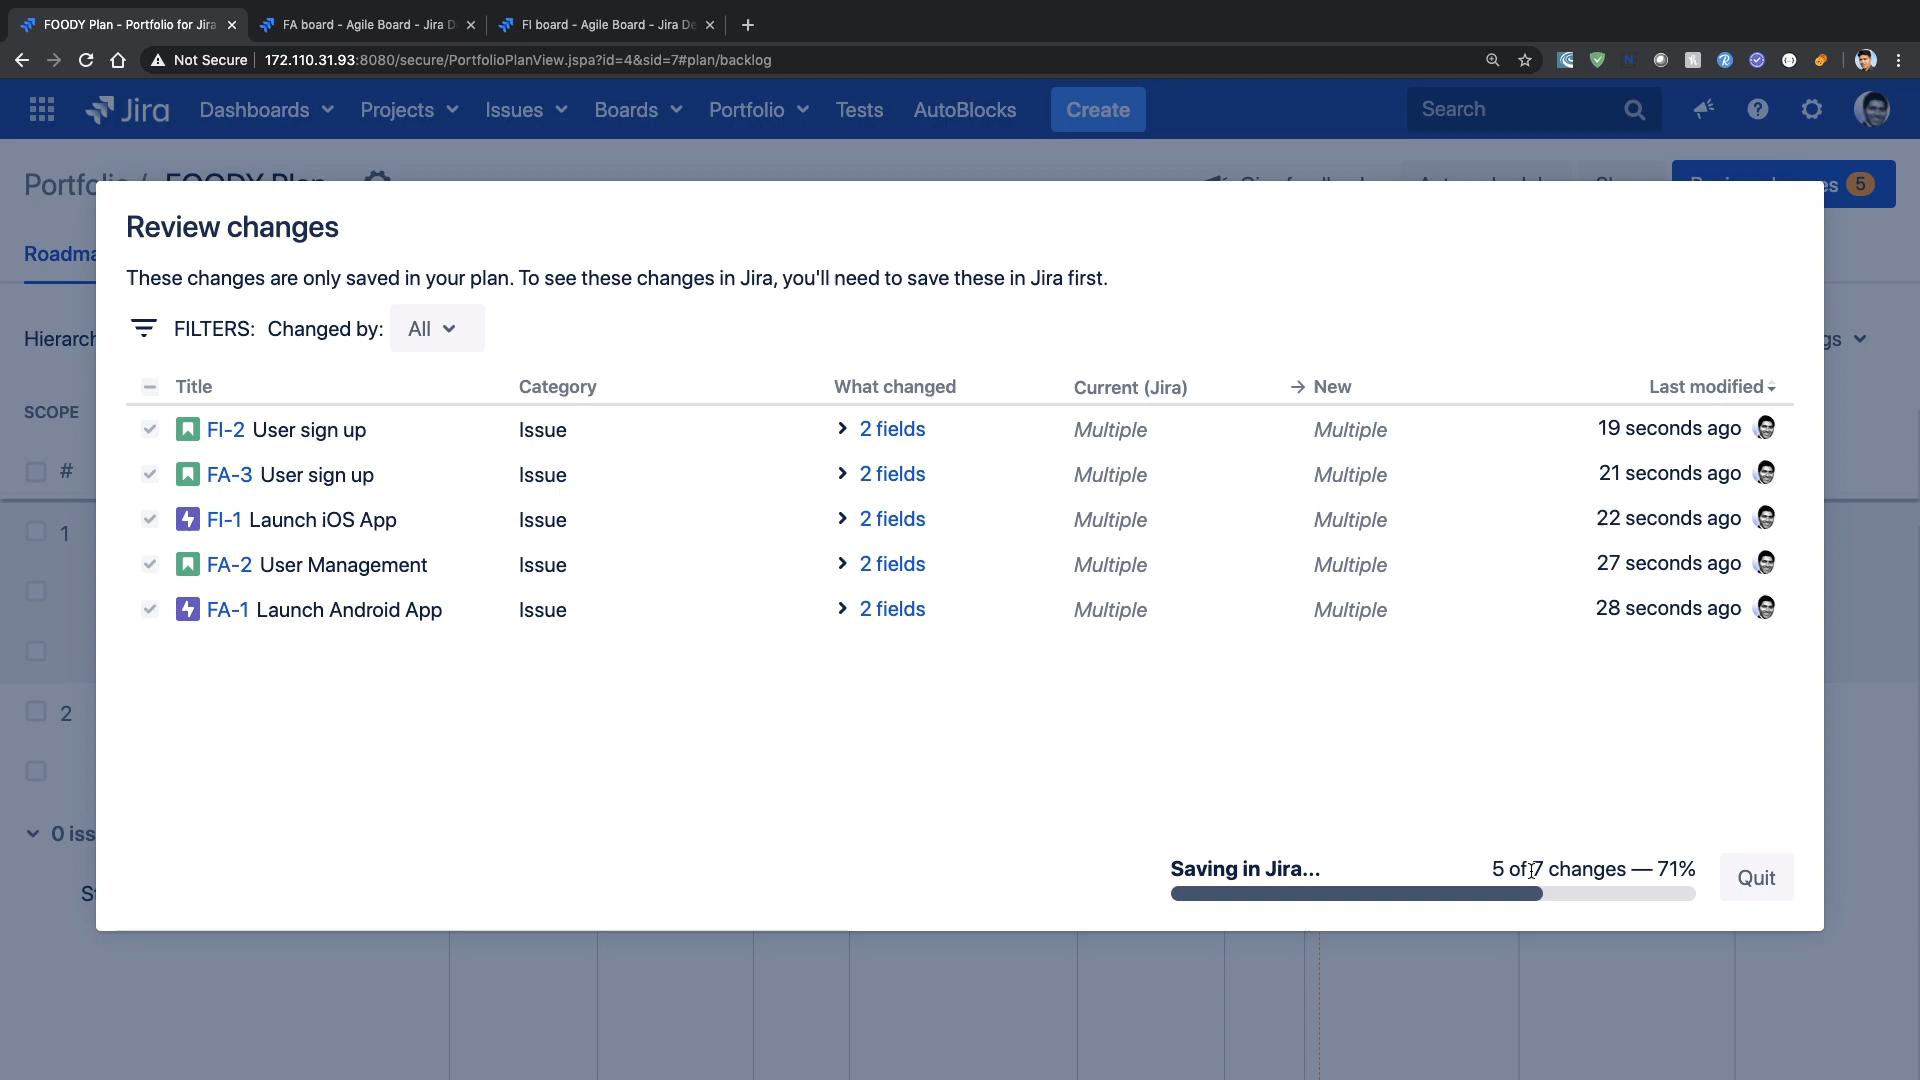 FOODY Plan - Portfolio for Jira
FA board - Agile Board - Jira D
FI board - Agile Board - Jira De
Not Secure
172.110.31.93:8080/secure/PortfolioPlanView.jspa?id=4&sid=7#plan/backlog
Jira
Dashboards
Projects
Issues
Boards
Portfolio
Tests
AutoBlocks
Create
Search
Portfolio / FOODY Plan
5
Roadma
Hierarch
gs
SCOPE
#
1
2
0 iss
Review changes
These changes are only saved in your plan. To see these changes in Jira, you'll need to save these in Jira first.
FILTERS: Changed by: All
Title Category What changed Current (Jira) → New Last modified
FI-2 User sign up Issue 2 fields Multiple Multiple 19 seconds ago
FA-3 User sign up Issue 2 fields Multiple Multiple 21 seconds ago
FI-1 Launch iOS App Issue 2 fields Multiple Multiple 22 seconds ago
FA-2 User Management Issue 2 fields Multiple Multiple 27 seconds ago
FA-1 Launch Android App Issue 2 fields Multiple Multiple 28 seconds ago
Saving in Jira... 5 of 7 changes — 71%
Quit